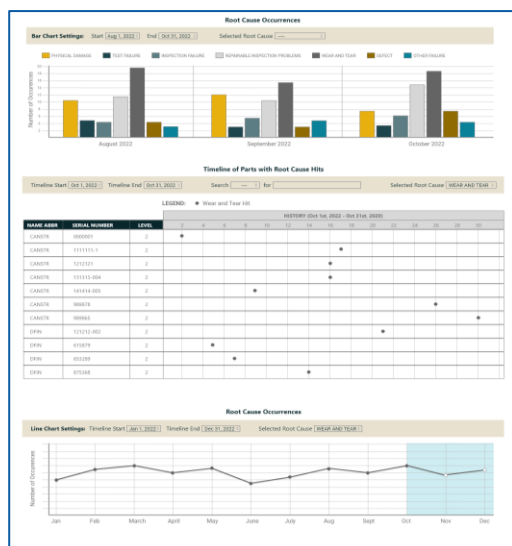 Root Cause Occurrences
Bar Chart Settings: Start Aug 1, 2022 End Oct 31, 2022 Selected Root Cause ----
PHYSICAL DAMAGE TEST FAILURE INSPECTION FAILURE REPAIRABLE INSPECTION PROBLEMS WEAR AND TEAR DEFECT OTHER FAILURE
Number of Occurences
August 2022 September 2022 October 2022
Timeline of Parts with Root Cause Hits
Timeline Start Oct 1, 2022 Timeline End Oct 31, 2022 Search ---- for Selected Root Cause WEAR AND TEAR
LEGEND: Wear and Tear Hit
HISTORY (Oct 1st, 2022 - Oct 31st, 2020)
NAME ABBR SERIAL NUMBER LEVEL 2 4 6 8 10 12 14 16 18 20 22 24 26 28 30
CANSTR 0000001 2
CANSTR 1111111-1 2
CANSTR 1212121 2
CANSTR 131313-004 2
CANSTR 141414-005 2
CANSTR 2
CANSTR 2
DFIN 121212-002 2
DFIN 2
DFIN 2
DFIN 2
Root Cause Occurrences
Line Chart Settings: Timeline Start Jan 1, 2022 Timeline End Dec 31, 2022 Selected Root Cause WEAR AND TEAR
Number of Occurences
Jan Feb March April May June July Aug Sept Oct Nov Dec